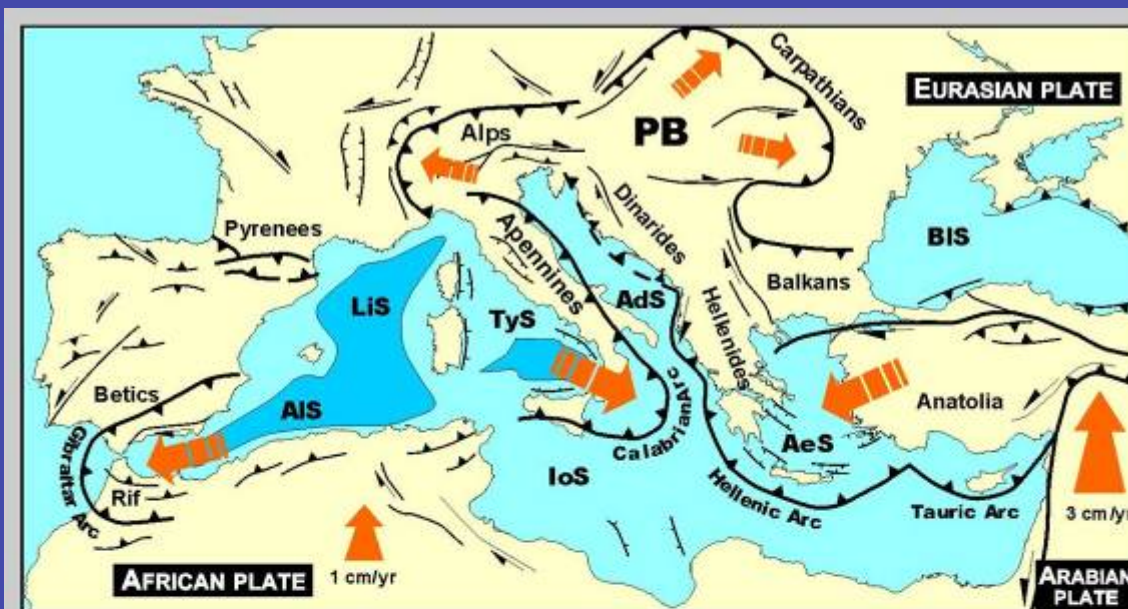 Carpathians
EURASIAN PLATE
PB
Alps
Dinarides
Pyrenees
Apennines
BlS
LiS
AdS
Balkans
TyS
Hellenides
Betics
Anatolia
AlS
AeS
Gibraltar Arc
Calabrian Arc
IoS
Rif
Hellenic Arc
Tauric Arc
3 cm/yr
AFRICAN PLATE
1 cm/yr
ARABIAN
PLATE